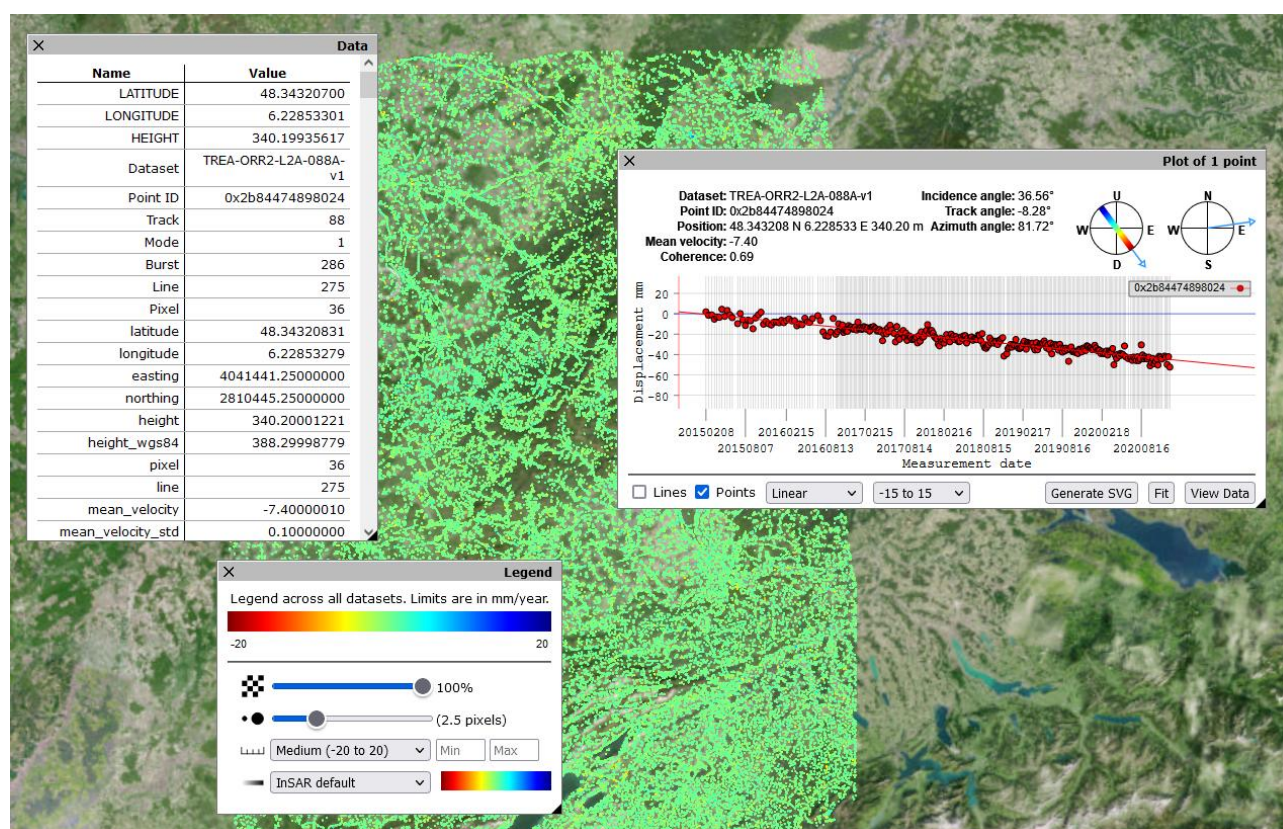 × Data
Name Value
LATITUDE 48.34320700
LONGITUDE 6.22853301
HEIGHT 340.19935617
Dataset TREA-ORR2-L2A-088A-
v1
Point ID 0x2b84474898024
Track 88
Mode 1
Burst 286
Line 275
Pixel 36
latitude 48.34320831
longitude 6.22853279
easting 4041441.25000000
northing 2810445.25000000
height 340.20001221
height_wgs84 388.29998779
pixel 36
line 275
mean_velocity -7.40000010
mean_velocity_std 0.10000000
× Plot of 1 point
Dataset: TREA-ORR2-L2A-088A-v1 Incidence angle: 36.56°
Point ID: 0x2b84474898024 Track angle: -8.28°
Position: 48.343208 N 6.228533 E 340.20 m Azimuth angle: 81.72°
Mean velocity: -7.40
Coherence: 0.69
U
W E
D
N
W E
S
0x2b84474898024
Displacement mm
20
0
-20
-40
-60
-80
20150208 20160215 20170215 20180216 20190217 20200218
20150807 20160813 20170814 20180815 20190816 20200816
Measurement date
Lines Points Linear -15 to 15 Generate SVG Fit View Data
× Legend
Legend across all datasets. Limits are in mm/year.
-20 20
100%
(2.5 pixels)
Medium (-20 to 20) Min Max
InSAR default